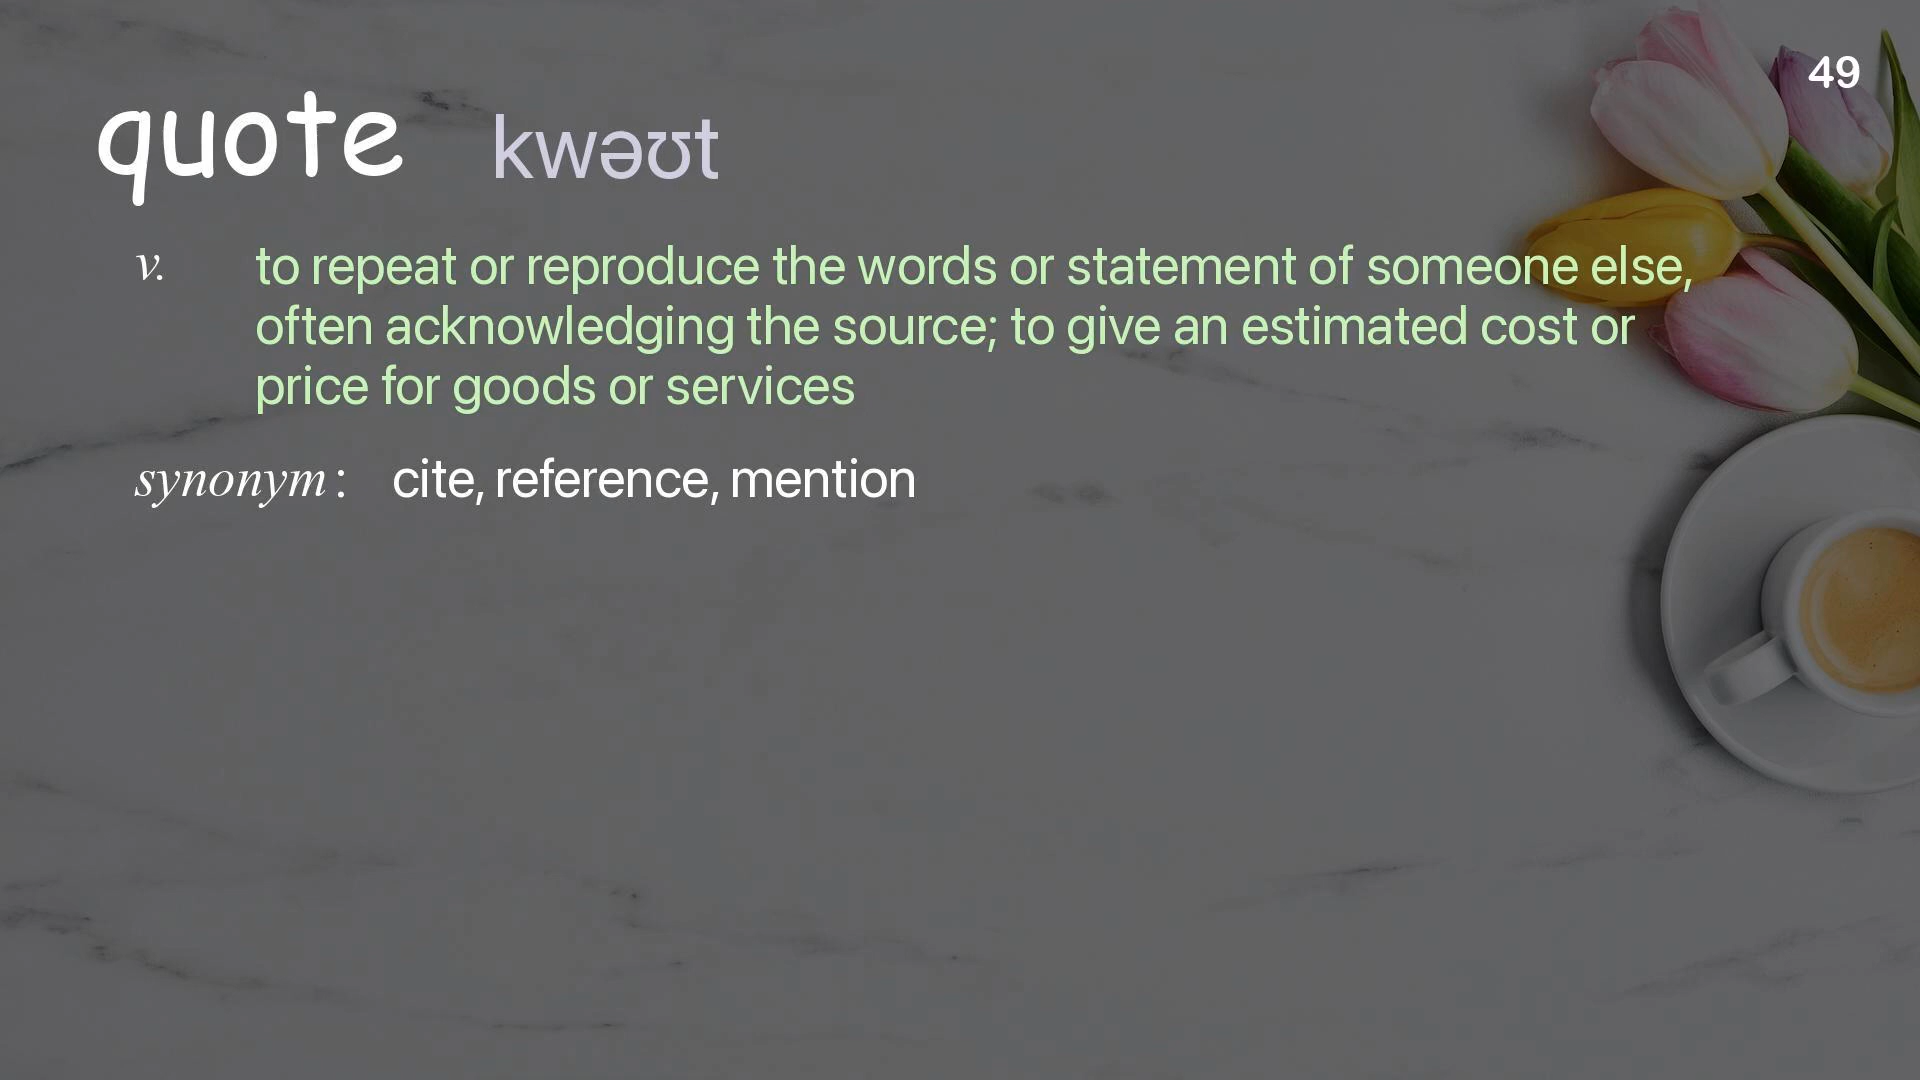 49
quote kwəʊt
v. to repeat or reproduce the words or statement of someone else,
often acknowledging the source; to give an estimated cost or
price for goods or services
synonym : cite, reference, mention